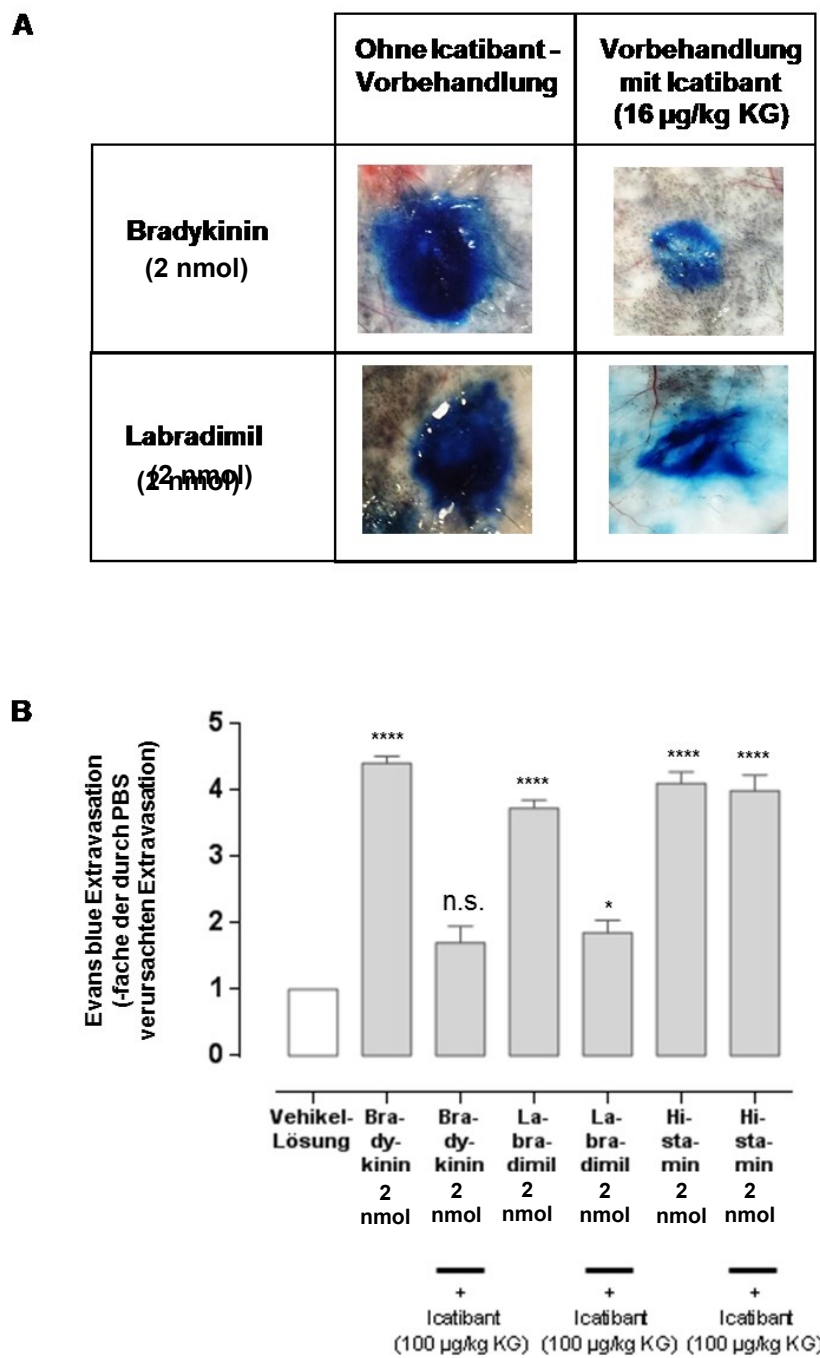 A
Ohne Icatibant –
Vorbehandlung
Vorbehandlung
mit Icatibant
(16 µg/kg KG)
Bradykinin
(2 nmol)
Labradimil
(2 nmol)
(2 nmol)
B
Evans blue Extravasation
(-fache der durch PBS
verursachten Extravasation)
5
4
3
2
1
0
****
n.s.
****
*
****
****
Vehikel-
Lösung
Bra-
dy-
kinin
2
nmol
Bra-
dy-
kinin
2
nmol
La-
bra-
dimil
2
nmol
La-
bra-
dimil
2
nmol
Hi-
sta-
min
2
nmol
Hi-
sta-
min
2
nmol
+
Icatibant
(100 µg/kg KG)
+
Icatibant
(100 µg/kg KG)
+
Icatibant
(100 µg/kg KG)